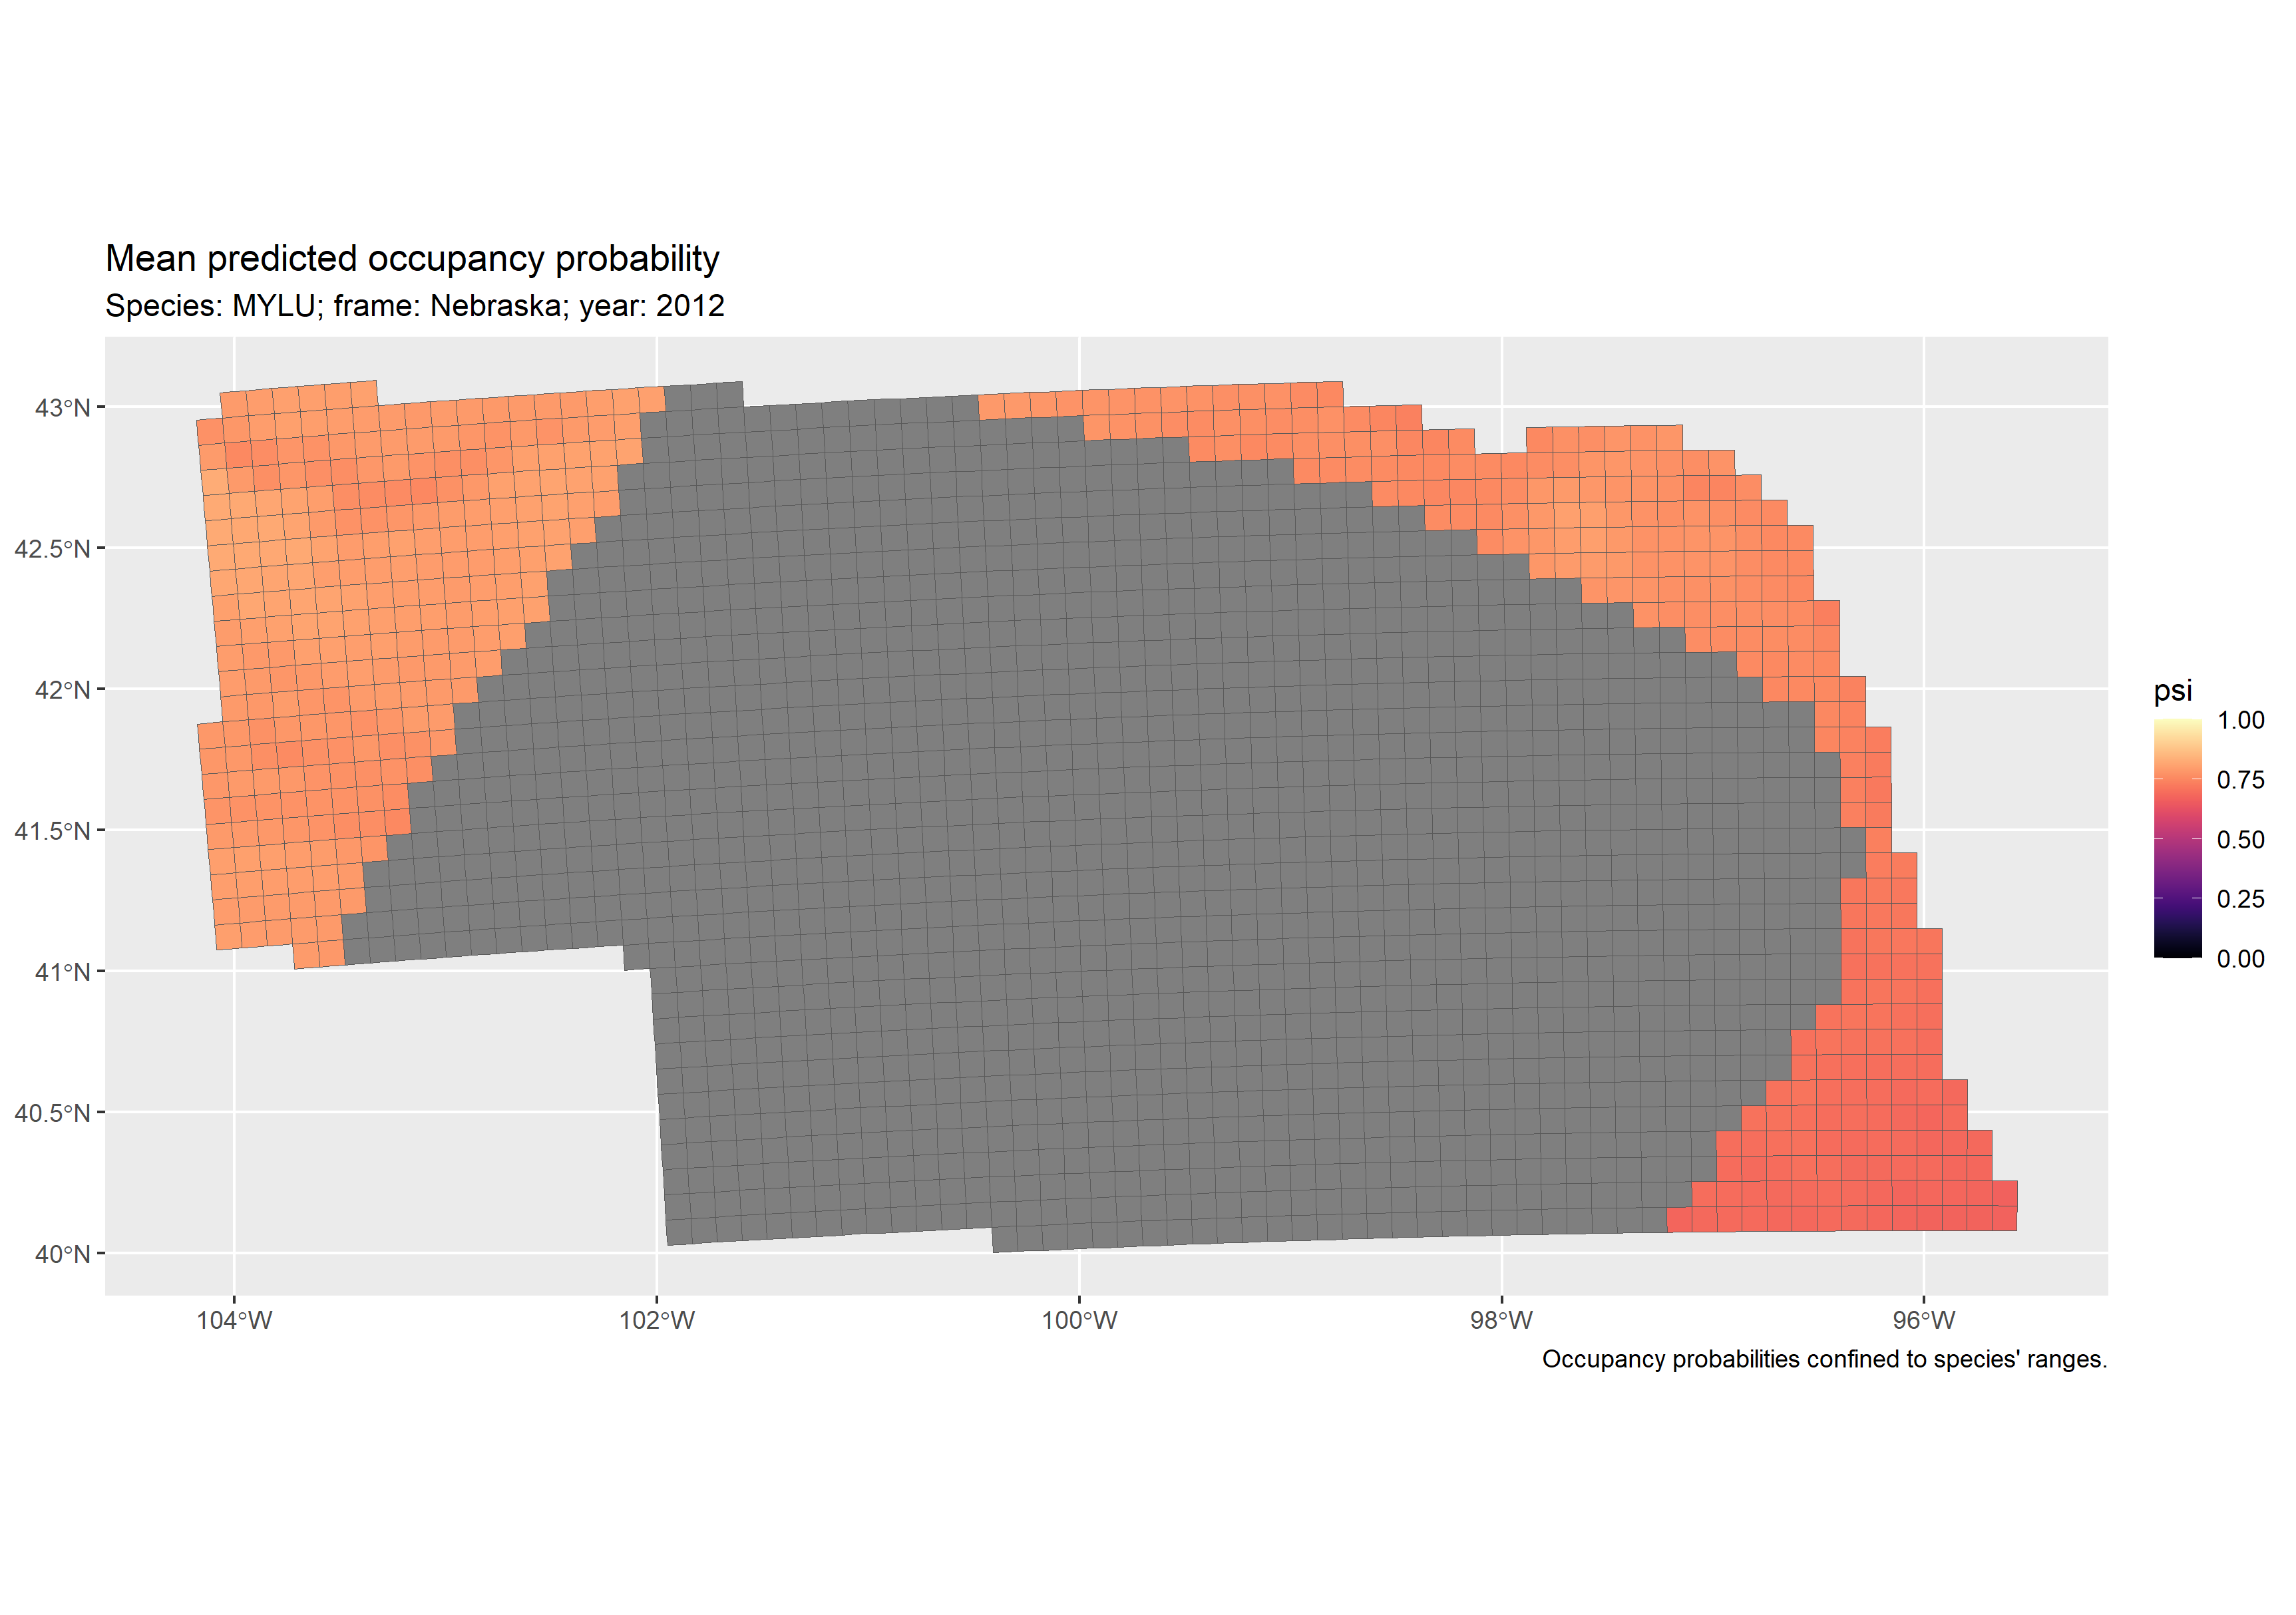 Mean predicted occupancy probability
Species: MYLU; frame: Nebraska; year: 2012
43°N
42.5°N
42°N
41.5°N
41°N
40.5°N
40°N
104°W
102°W
100°W
98°W
96°W
psi
1.00
0.75
0.50
0.25
0.00
Occupancy probabilities confined to species' ranges.